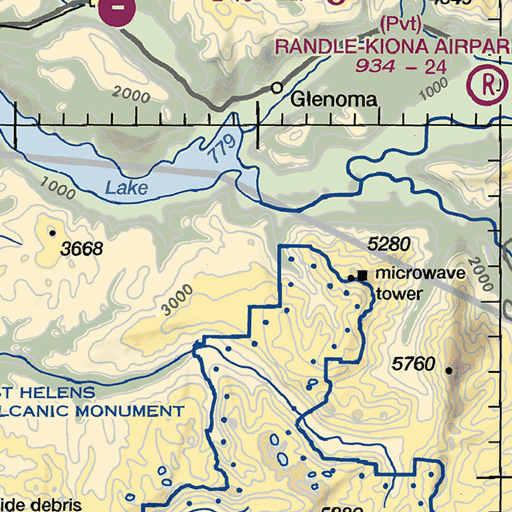 (Pvt)
RANDLE-KIONA AIRPAR
934 - 24
R
2000
1000
Glenoma
779
1000
Lake
3668
5280
2000
microwave
tower
3000
5760
ST HELENS
LCANIC MONUMENT
ide debris